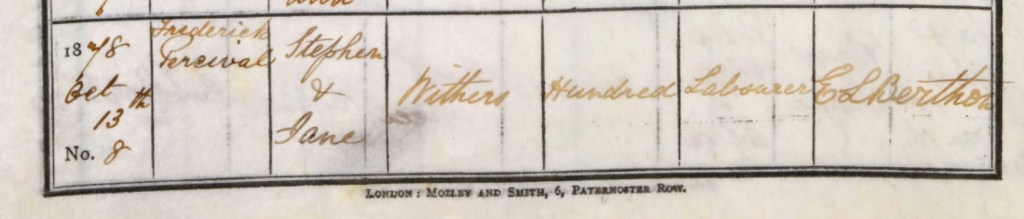 1878
Oct
13th
No. 8
Frederick
Percival
Stephen
&
Jane
Withers
Hundred
Labourer
E L Berthon
LONDON: MOZLEY AND SMITH, 6, PATERNOSTER ROW.